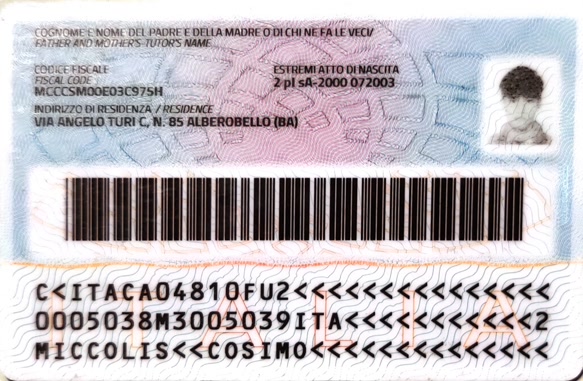 COGNOME E NOME DEL PADRE E DELLA MADRE O DI CHI NE FA LE VECI/
FATHER AND MOTHER'S TUTOR'S NAME
CODICE FISCALE
FISCAL CODE
MCCCSM00E03C975H
ESTREMI ATTO DI NASCITA
2 pI sA-2000 072003
INDIRIZZO DI RESIDENZA / RESIDENCE
VIA ANGELO TURI C, N. 85 ALBEROBELLO (BA)
ITALIA
C<ITACA04810FU2<<<<<<<<<<<<<<<
0005038M3005039ITA<<<<<<<<<<<2
MICCOLIS<<COSIMO<<<<<<<<<<<<<<